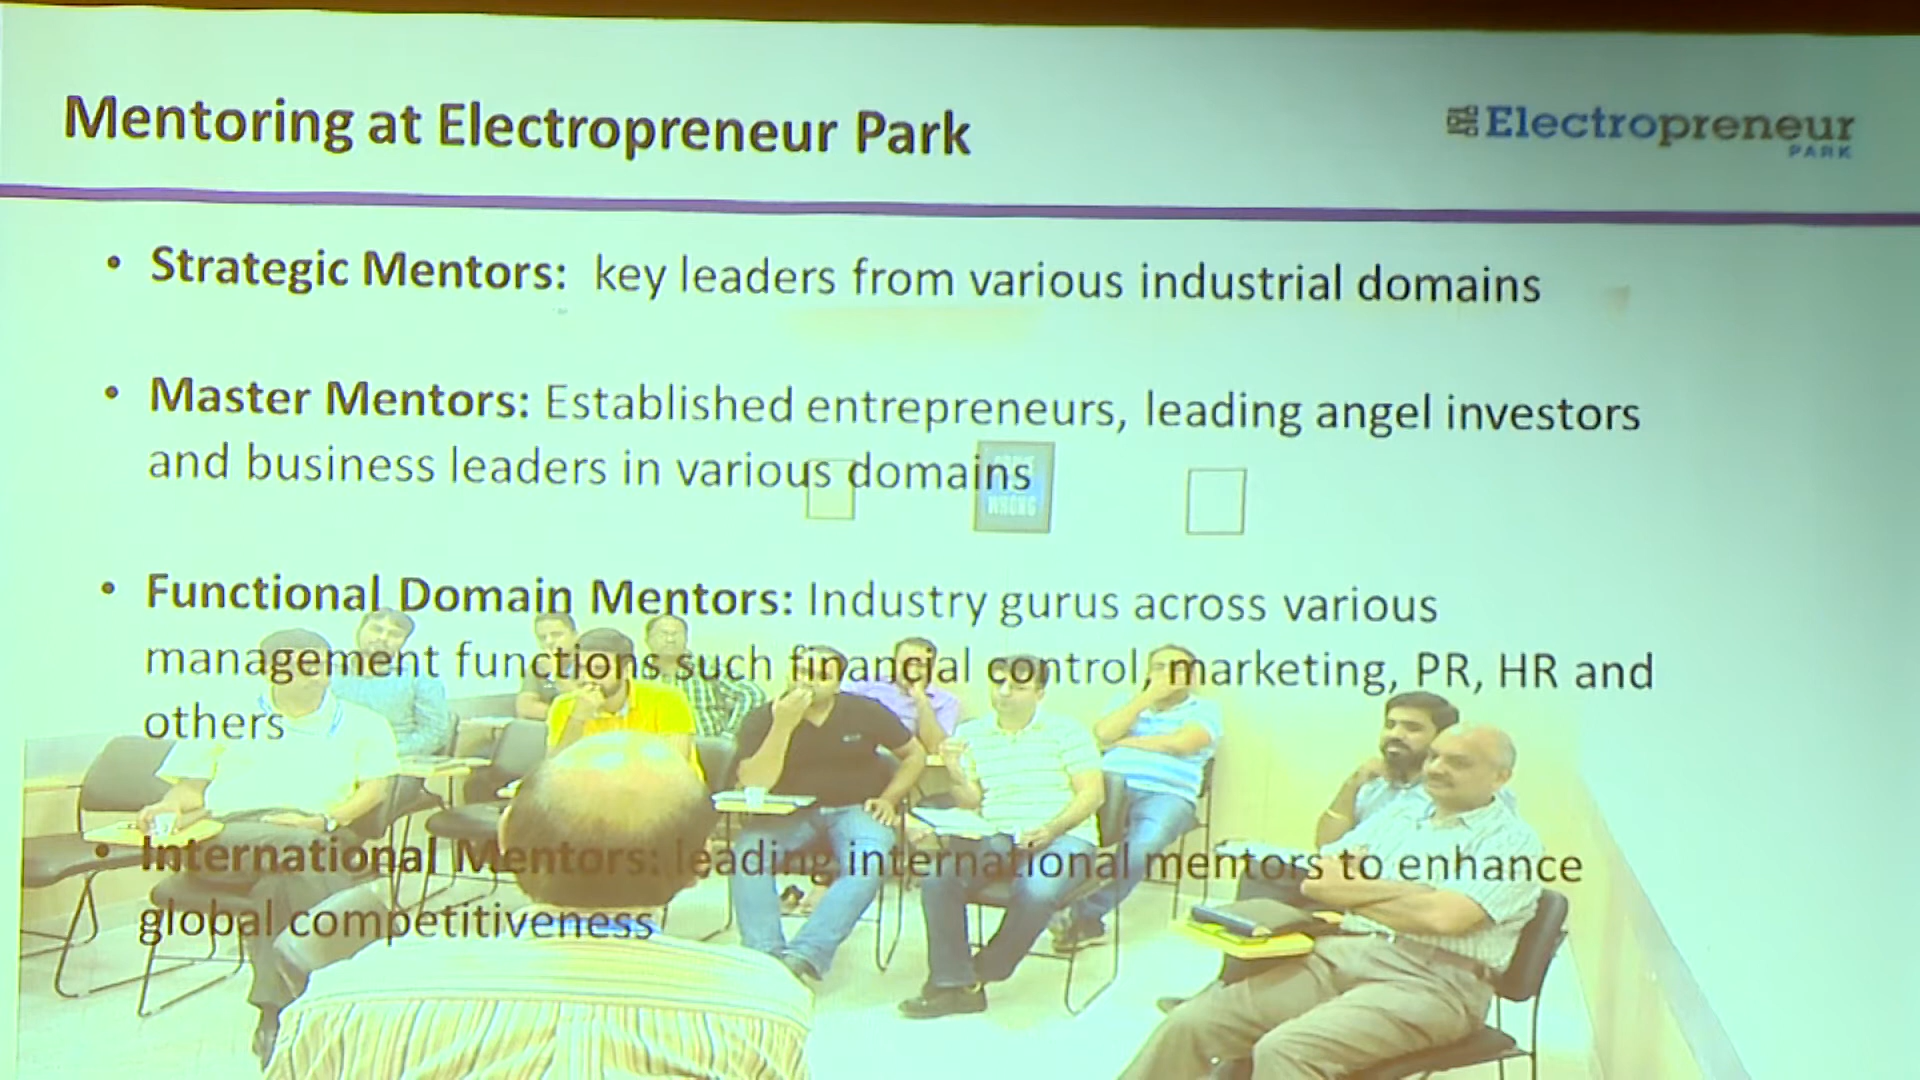 Mentoring at Electropreneur Park
Electropreneur
PARK
• Strategic Mentors: key leaders from various industrial domains
• Master Mentors: Established entrepreneurs, leading angel investors
and business leaders in various domains
WRONG
• Functional Domain Mentors: Industry gurus across various
management functions such financial control, marketing, PR, HR and
others
• International Mentors: leading international mentors to enhance
global competitiveness